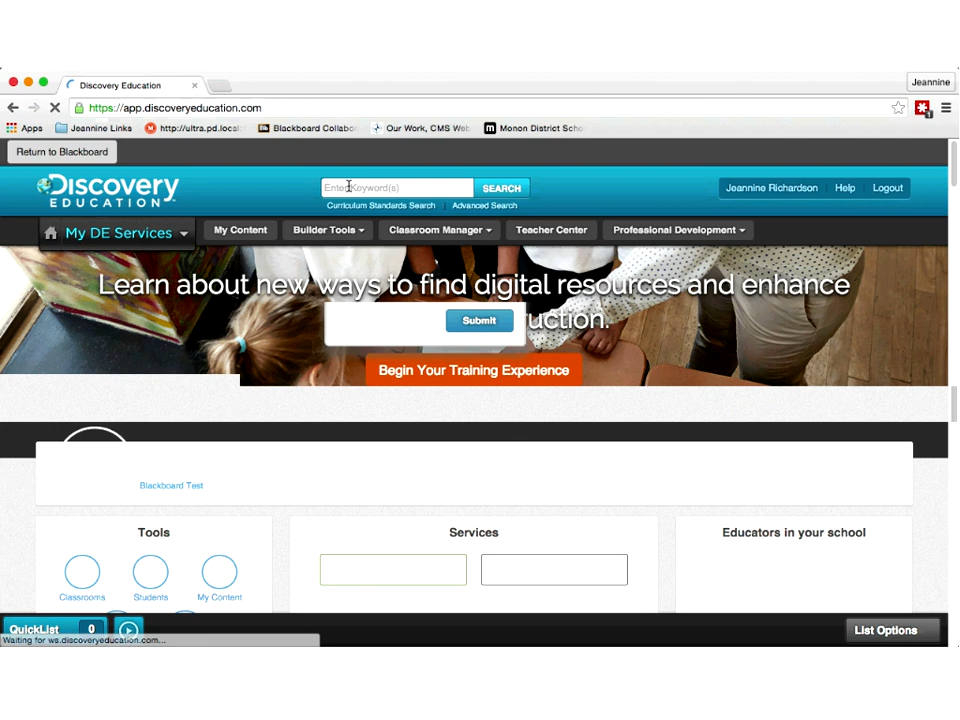 Discovery Education
Jeannine
https://app.discoveryeducation.com
Apps Jeannine Links http://ultra.pd.local Blackboard Collabo Our Work, CMS Web Monon District Scho
Return to Blackboard
Discovery
EDUCATION
Enter Keyword(s) SEARCH
Jeannine Richardson Help Logout
Curriculum Standards Search Advanced Search
My DE Services My Content Builder Tools Classroom Manager Teacher Center Professional Development
Learn about new ways to find digital resources and enhance
uction.
Submit
Begin Your Training Experience
Blackboard Test
Tools Services Educators in your school
Classrooms Students My Content
QuickList 0
List Options
Waiting for ws.discoveryeducation.com...